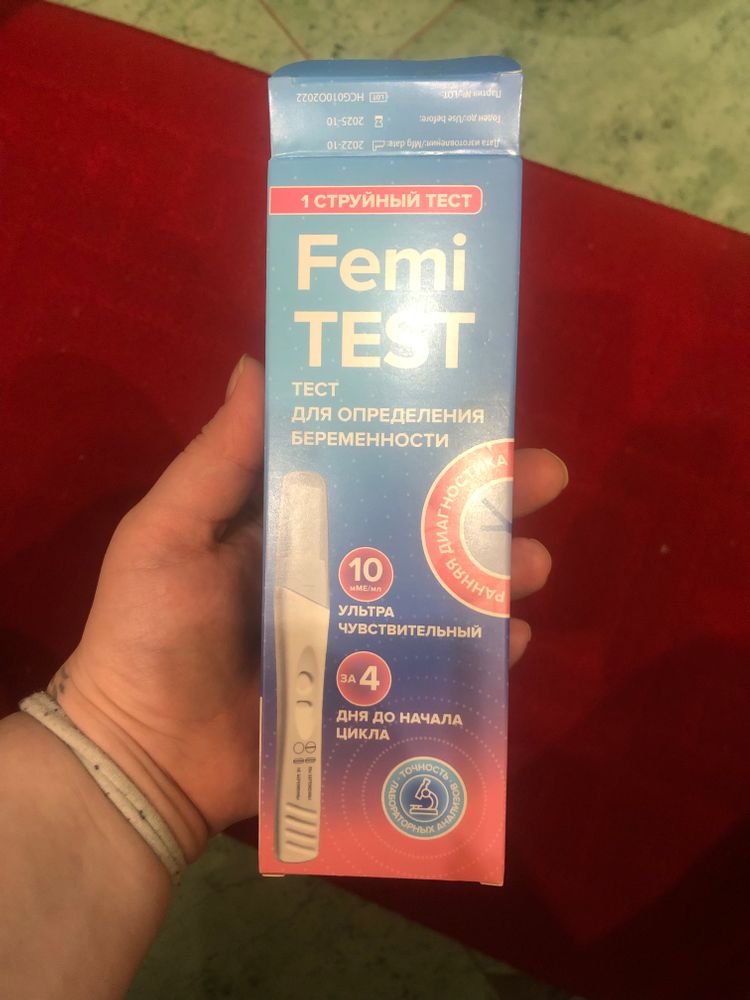 Дата изготовления:/Mfg date: 2022-10
Годен до:/Use before: 2025-10
Партия №:/LOT: LOT HCG010O2022
1 СТРУЙНЫЙ ТЕСТ
Femi
TEST
ТЕСТ
ДЛЯ ОПРЕДЕЛЕНИЯ
БЕРЕМЕННОСТИ
РАННЯЯ ДИАГНОСТИКА
10
мМЕ/мл
УЛЬТРА
ЧУВСТВИТЕЛЬНЫЙ
ЗА 4
ДНЯ ДО НАЧАЛА
ЦИКЛА
ТОЧНОСТЬ
ЛАБОРАТОРНЫХ АНАЛИЗОВ